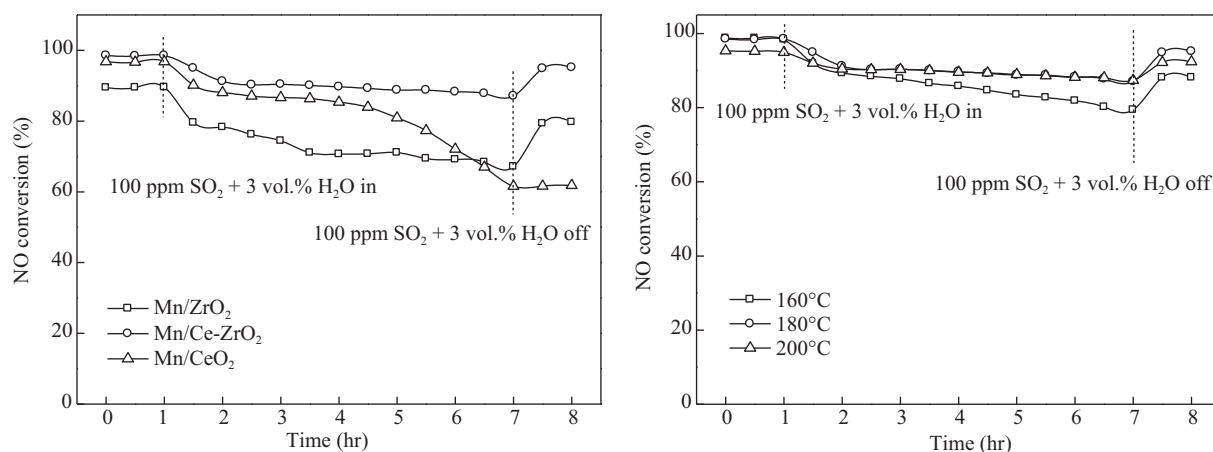 100
80
60
40
20
0
NO conversion (%)
100 ppm SO₂ + 3 vol.% H₂O in
100 ppm SO₂ + 3 vol.% H₂O off
Mn/ZrO₂
Mn/Ce-ZrO₂
Mn/CeO₂
0 1 2 3 4 5 6 7 8
Time (hr)
100
80
60
40
20
0
NO conversion (%)
100 ppm SO₂ + 3 vol.% H₂O in
100 ppm SO₂ + 3 vol.% H₂O off
160°C
180°C
200°C
0 1 2 3 4 5 6 7 8
Time (hr)